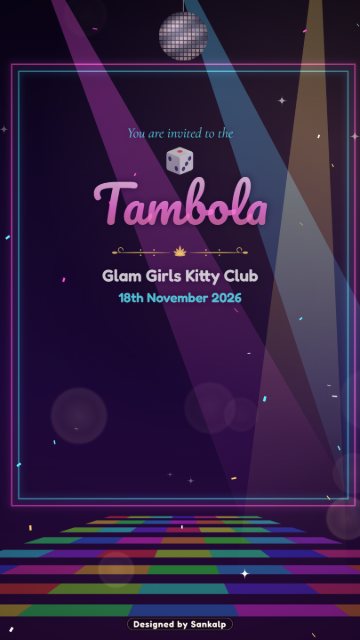 You are invited to the
Tambola
Glam Girls Kitty Club
18th November 2026
Designed by Sankalp